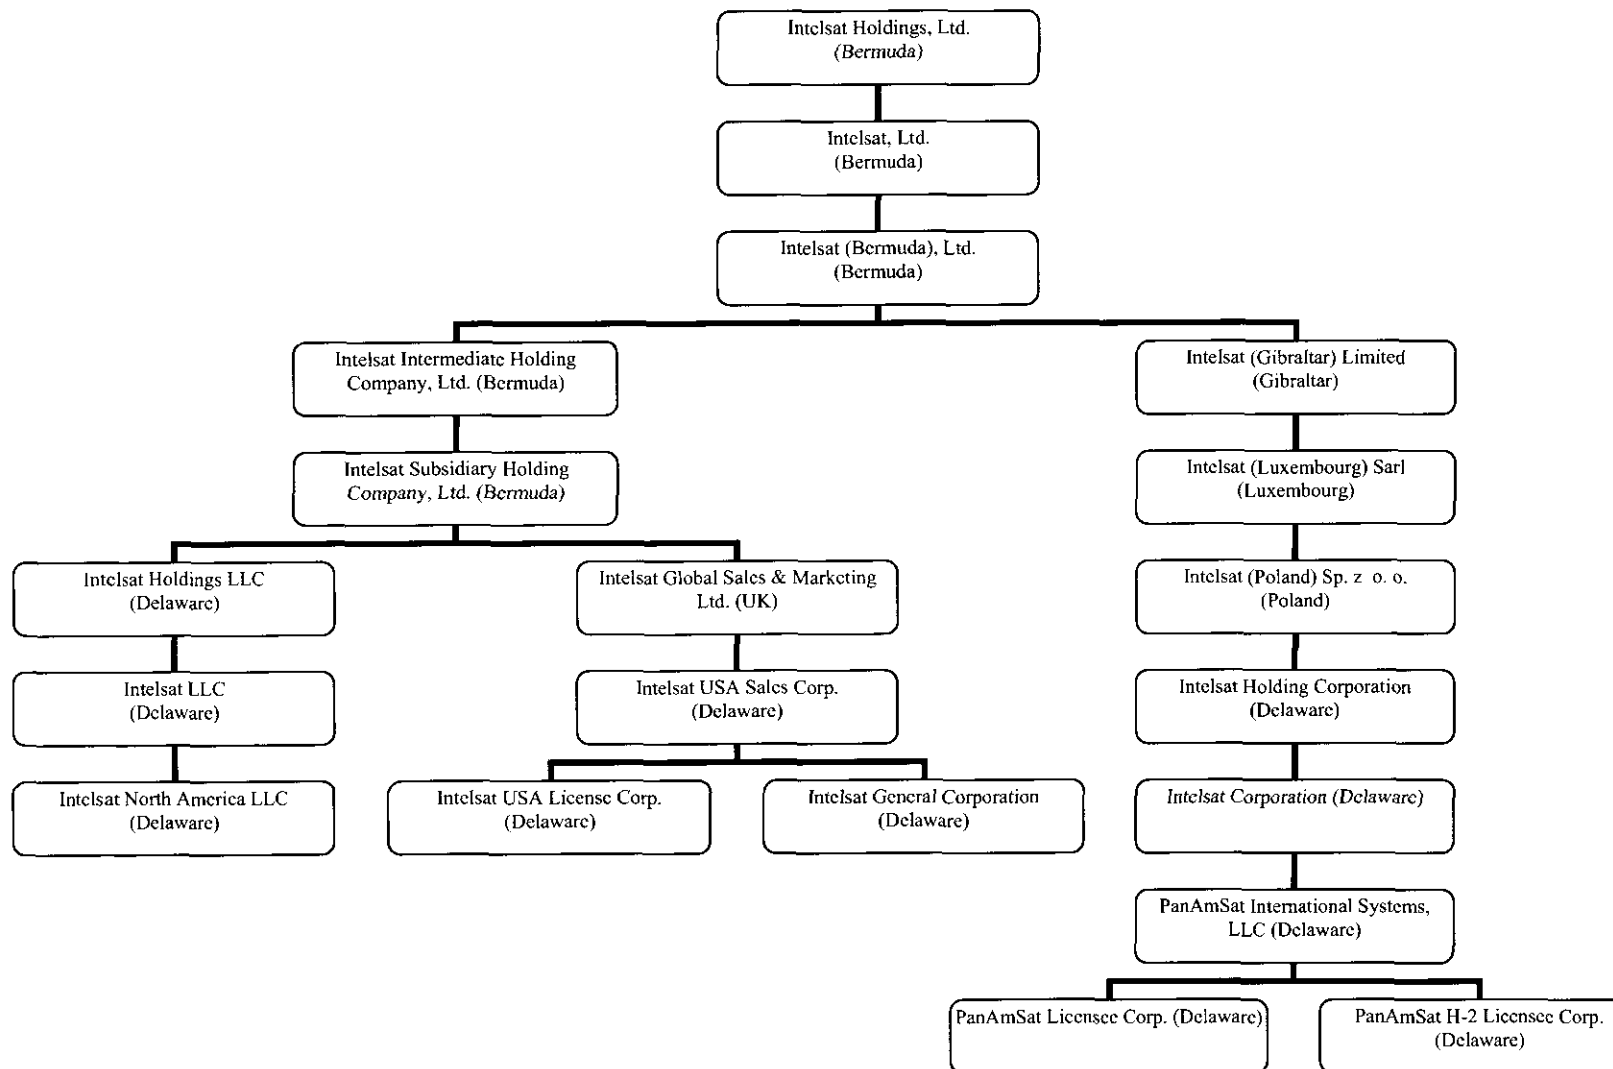 Intelsat Holdings, Ltd.
(Bermuda)
Intelsat, Ltd.
(Bermuda)
Intelsat (Bermuda), Ltd.
(Bermuda)
Intelsat Intermediate Holding
Company, Ltd. (Bermuda)
Intelsat (Gibraltar) Limited
(Gibraltar)
Intelsat Subsidiary Holding
Company, Ltd. (Bermuda)
Intelsat (Luxembourg) Sarl
(Luxembourg)
Intelsat Holdings LLC
(Delaware)
Intelsat Global Sales & Marketing
Ltd. (UK)
Intelsat (Poland) Sp. z o. o.
(Poland)
Intelsat LLC
(Delaware)
Intelsat USA Sales Corp.
(Delaware)
Intelsat Holding Corporation
(Delaware)
Intelsat North America LLC
(Delaware)
Intelsat USA License Corp.
(Delaware)
Intelsat General Corporation
(Delaware)
Intelsat Corporation (Delaware)
PanAmSat International Systems,
LLC (Delaware)
PanAmSat Licensee Corp. (Delaware)
PanAmSat H-2 Licensee Corp.
(Delaware)